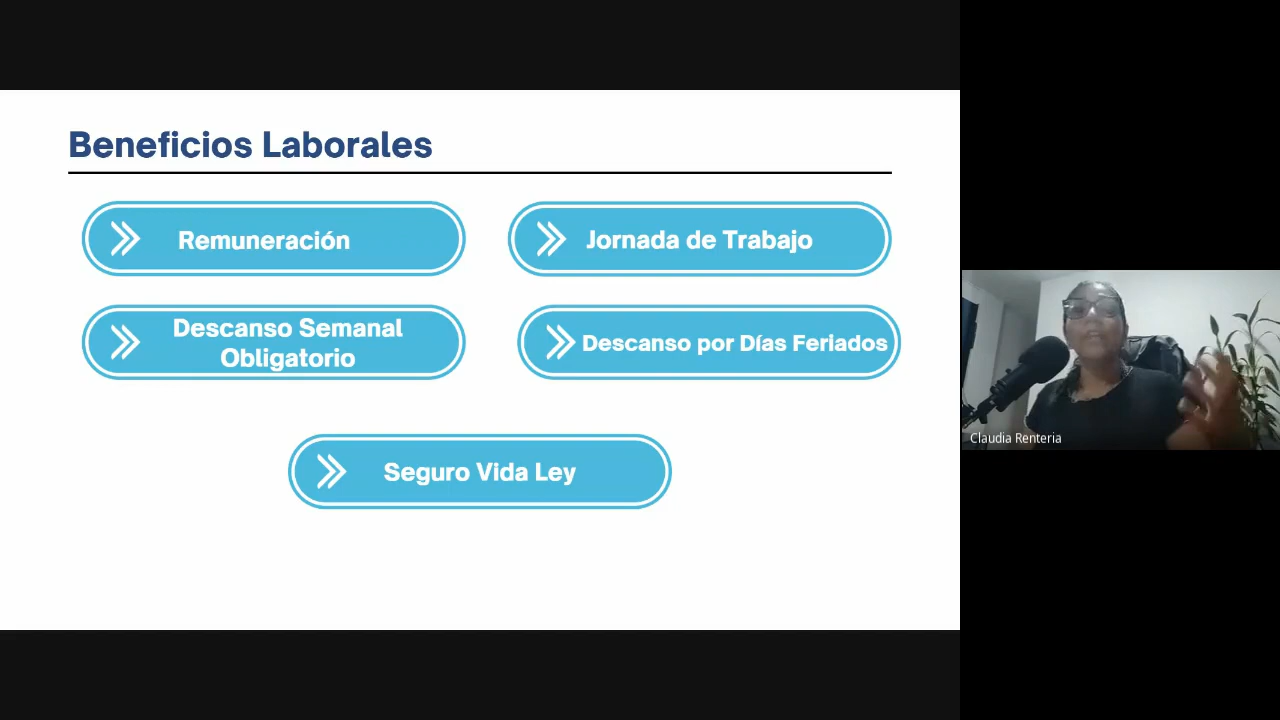 Beneficios Laborales
Remuneración
Jornada de Trabajo
Descanso Semanal
Obligatorio
Descanso por Días Feriados
Seguro Vida Ley
Claudia Renteria